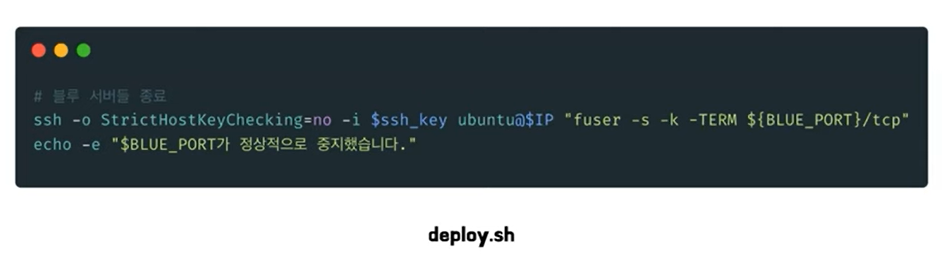 # 블루 서버들 종료
ssh -o StrictHostKeyChecking=no -i $ssh_key ubuntu@$IP "fuser -s -k -TERM ${BLUE_PORT}/tcp"
echo -e "$BLUE_PORT가 정상적으로 중지했습니다."
deploy.sh